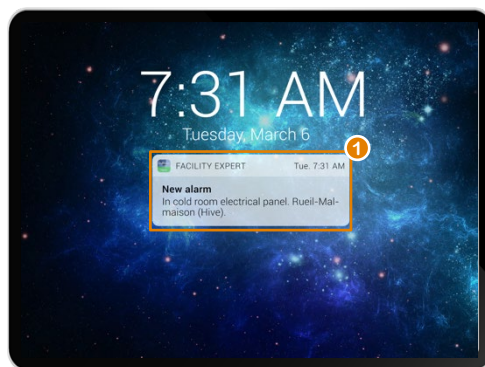 7:31 AM
Tuesday, March 6
1
FACILITY EXPERT Tue. 7:31 AM
New alarm
In cold room electrical panel. Rueil-Mal-
maison (Hive).